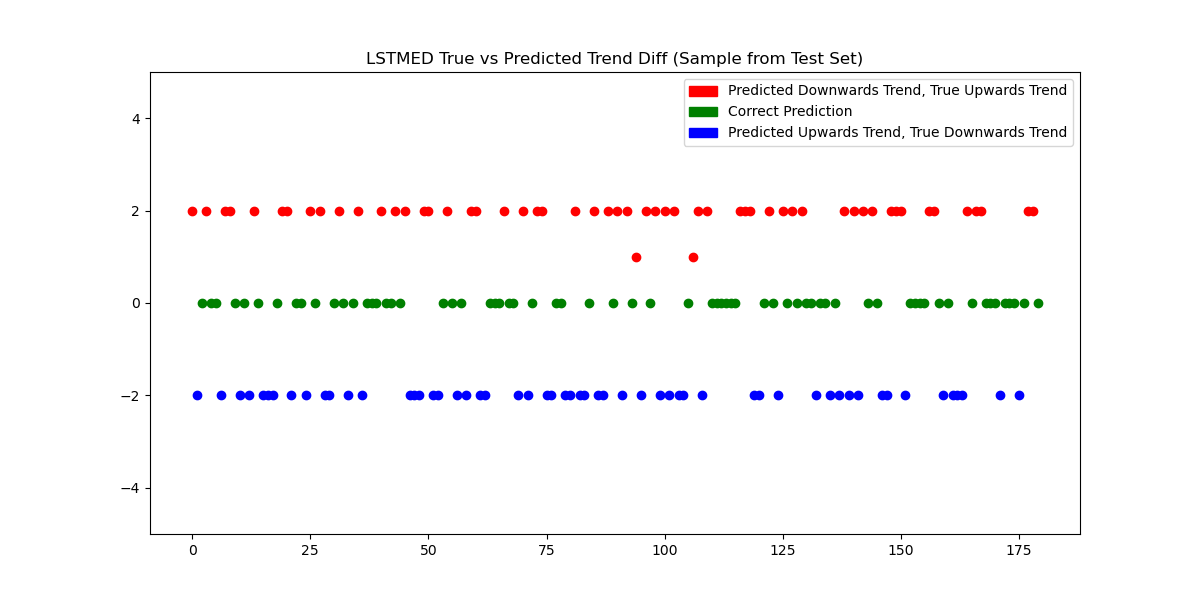 LSTMED True vs Predicted Trend Diff (Sample from Test Set)
Predicted Downwards Trend, True Upwards Trend
Correct Prediction
Predicted Upwards Trend, True Downwards Trend
4
2
0
−2
−4
0 25 50 75 100 125 150 175